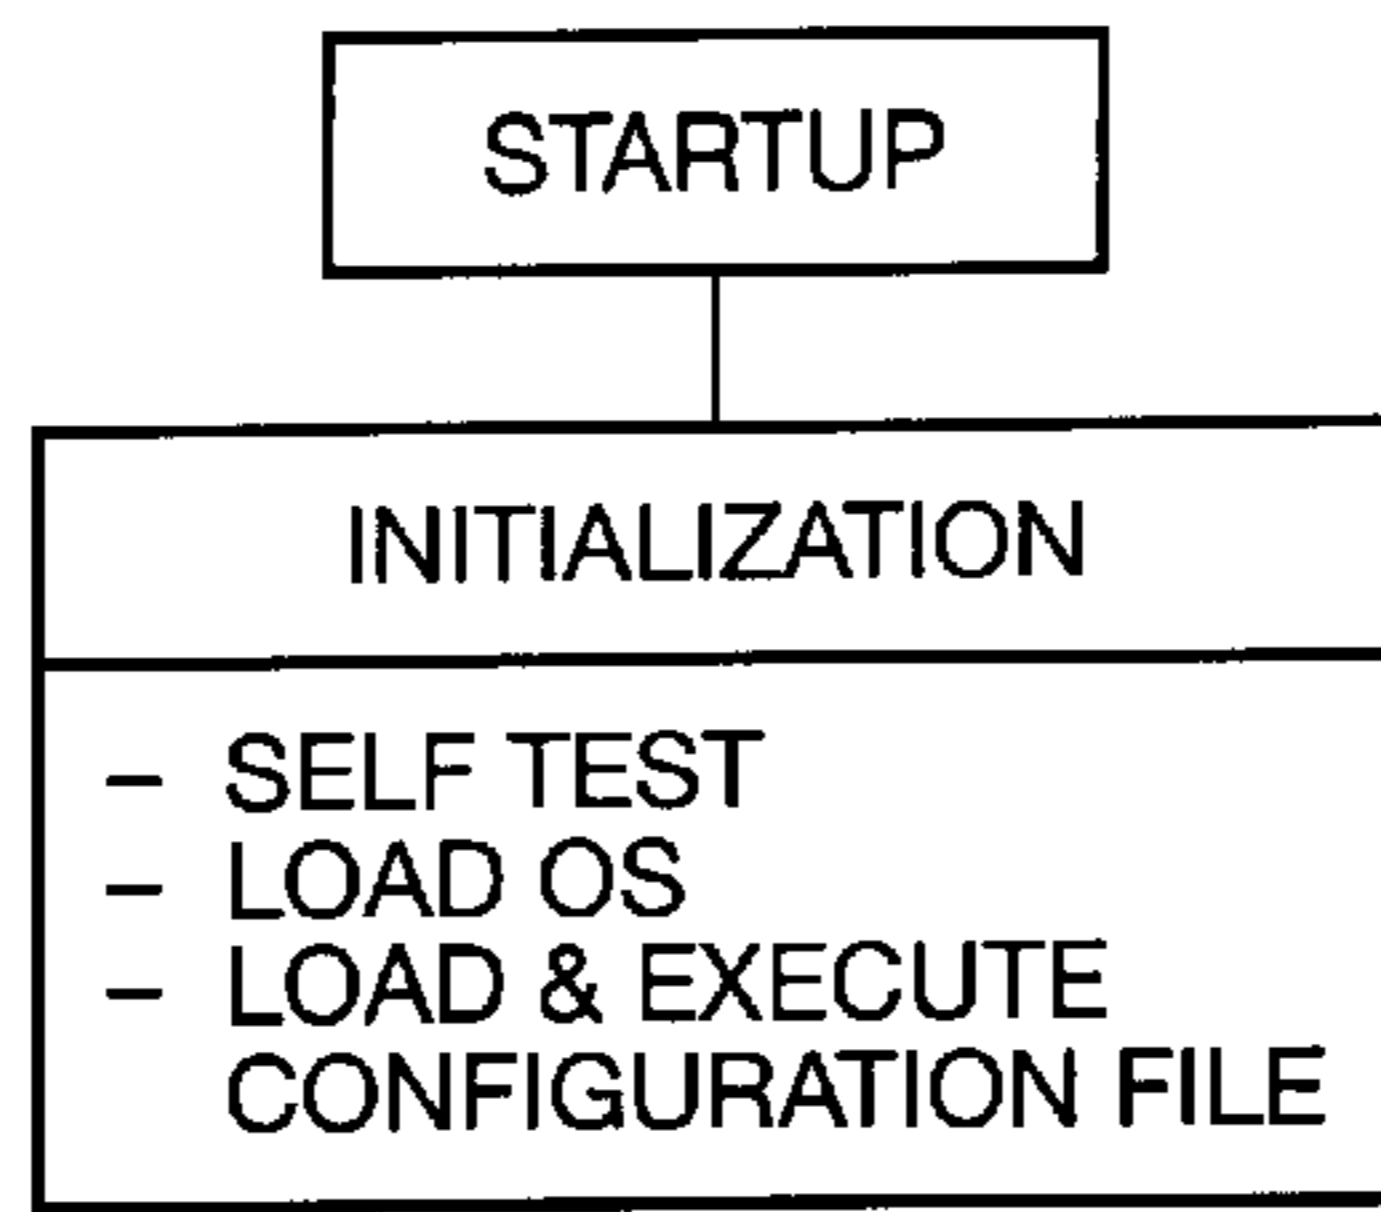 STARTUP
INITIALIZATION
– SELF TEST
– LOAD OS
– LOAD & EXECUTE
CONFIGURATION FILE